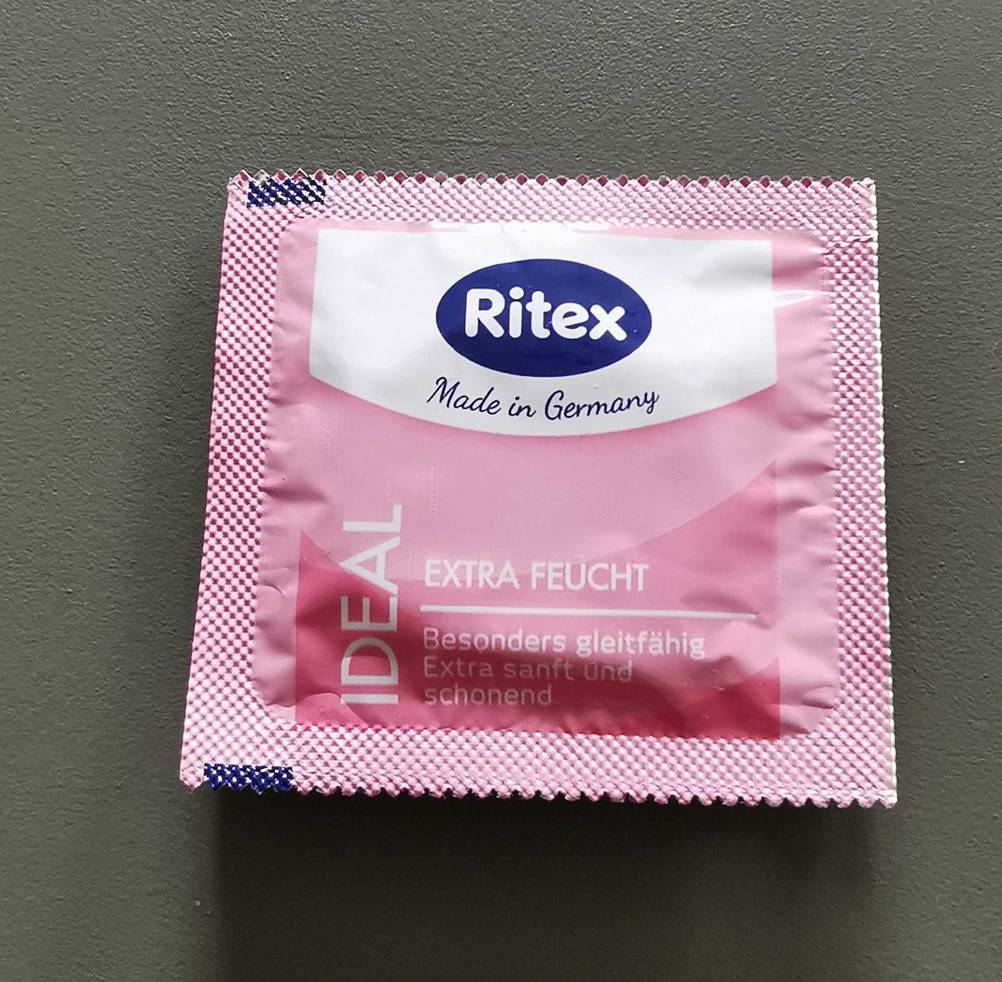 Ritex
Made in Germany
IDEAL
EXTRA FEUCHT
Besonders gleitfähig
Extra sanft und
schonend